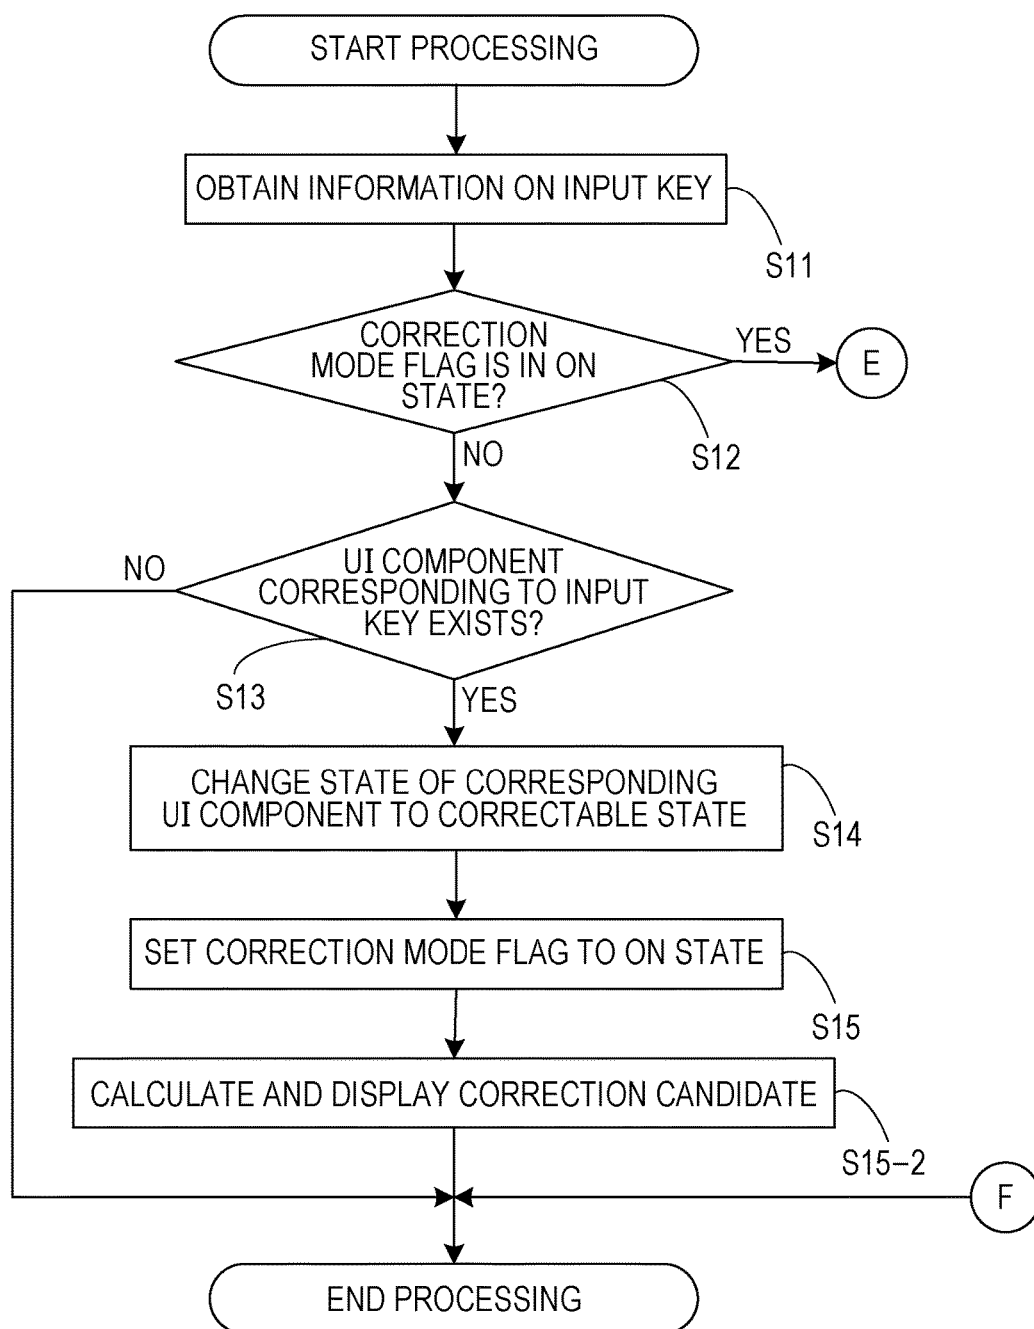 START PROCESSING
OBTAIN INFORMATION ON INPUT KEY
S11
CORRECTION
MODE FLAG IS IN ON
STATE?
YES
E
S12
NO
UI COMPONENT
CORRESPONDING TO INPUT
KEY EXISTS?
NO
S13
YES
CHANGE STATE OF CORRESPONDING
UI COMPONENT TO CORRECTABLE STATE
S14
SET CORRECTION MODE FLAG TO ON STATE
S15
CALCULATE AND DISPLAY CORRECTION CANDIDATE
S15-2
F
END PROCESSING